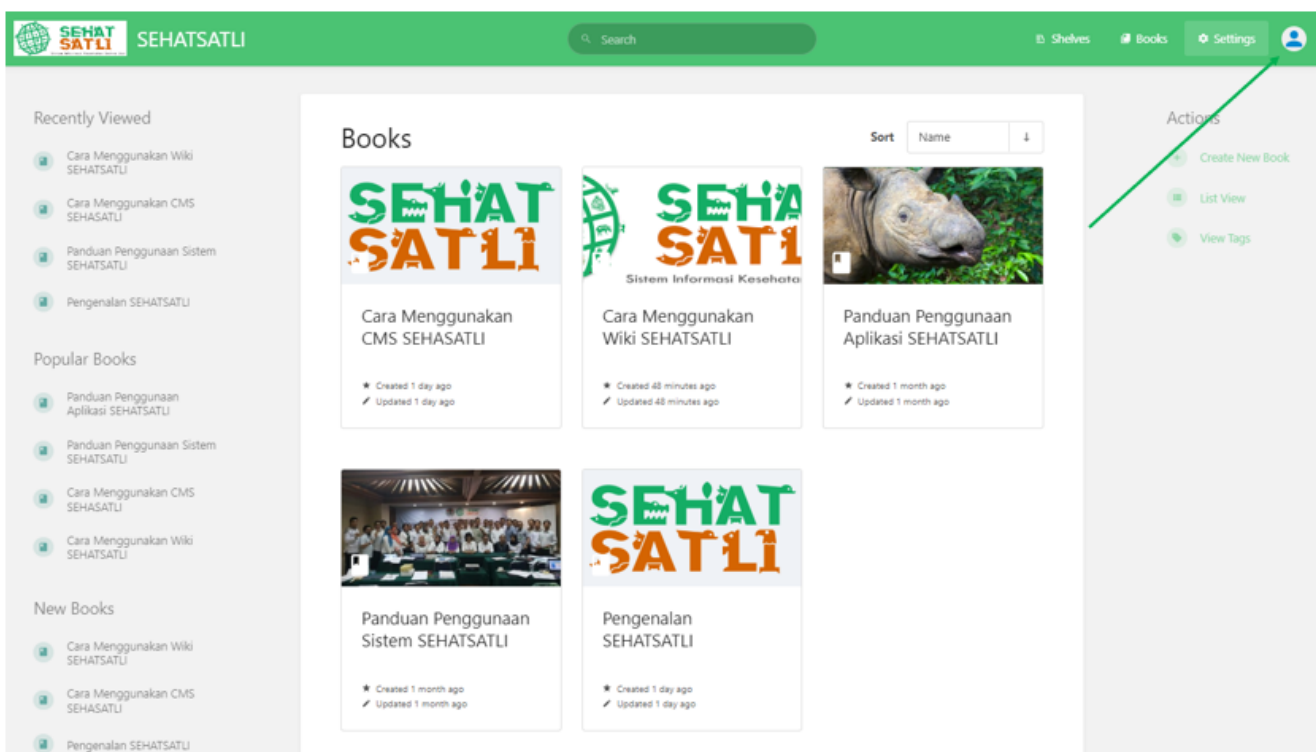 SEHAT
SATLI
SEHATSATLI
Search
Shelves
Books
Settings
Recently Viewed
Cara Menggunakan Wiki
SEHATSATLI
Cara Menggunakan CMS
SEHASATLI
Panduan Penggunaan Sistem
SEHATSATLI
Pengenalan SEHATSATLI
Popular Books
Panduan Penggunaan
Aplikasi SEHATSATLI
Panduan Penggunaan Sistem
SEHATSATLI
Cara Menggunakan CMS
SEHASATLI
Cara Menggunakan Wiki
SEHATSATLI
New Books
Cara Menggunakan Wiki
SEHATSATLI
Cara Menggunakan CMS
SEHASATLI
Pengenalan SEHATSATLI
Books
Sort
Name
SEHAT
SATLI
Cara Menggunakan
CMS SEHASATLI
Created 1 day ago
Updated 1 day ago
SEHA
SATL
Sistem Informasi Kesehata
Cara Menggunakan
Wiki SEHATSATLI
Created 48 minutes ago
Updated 48 minutes ago
Panduan Penggunaan
Aplikasi SEHATSATLI
Created 1 month ago
Updated 1 month ago
Panduan Penggunaan
Sistem SEHATSATLI
Created 1 month ago
Updated 1 month ago
SEHAT
SATLI
Pengenalan
SEHATSATLI
Created 1 day ago
Updated 1 day ago
Actions
Create New Book
List View
View Tags